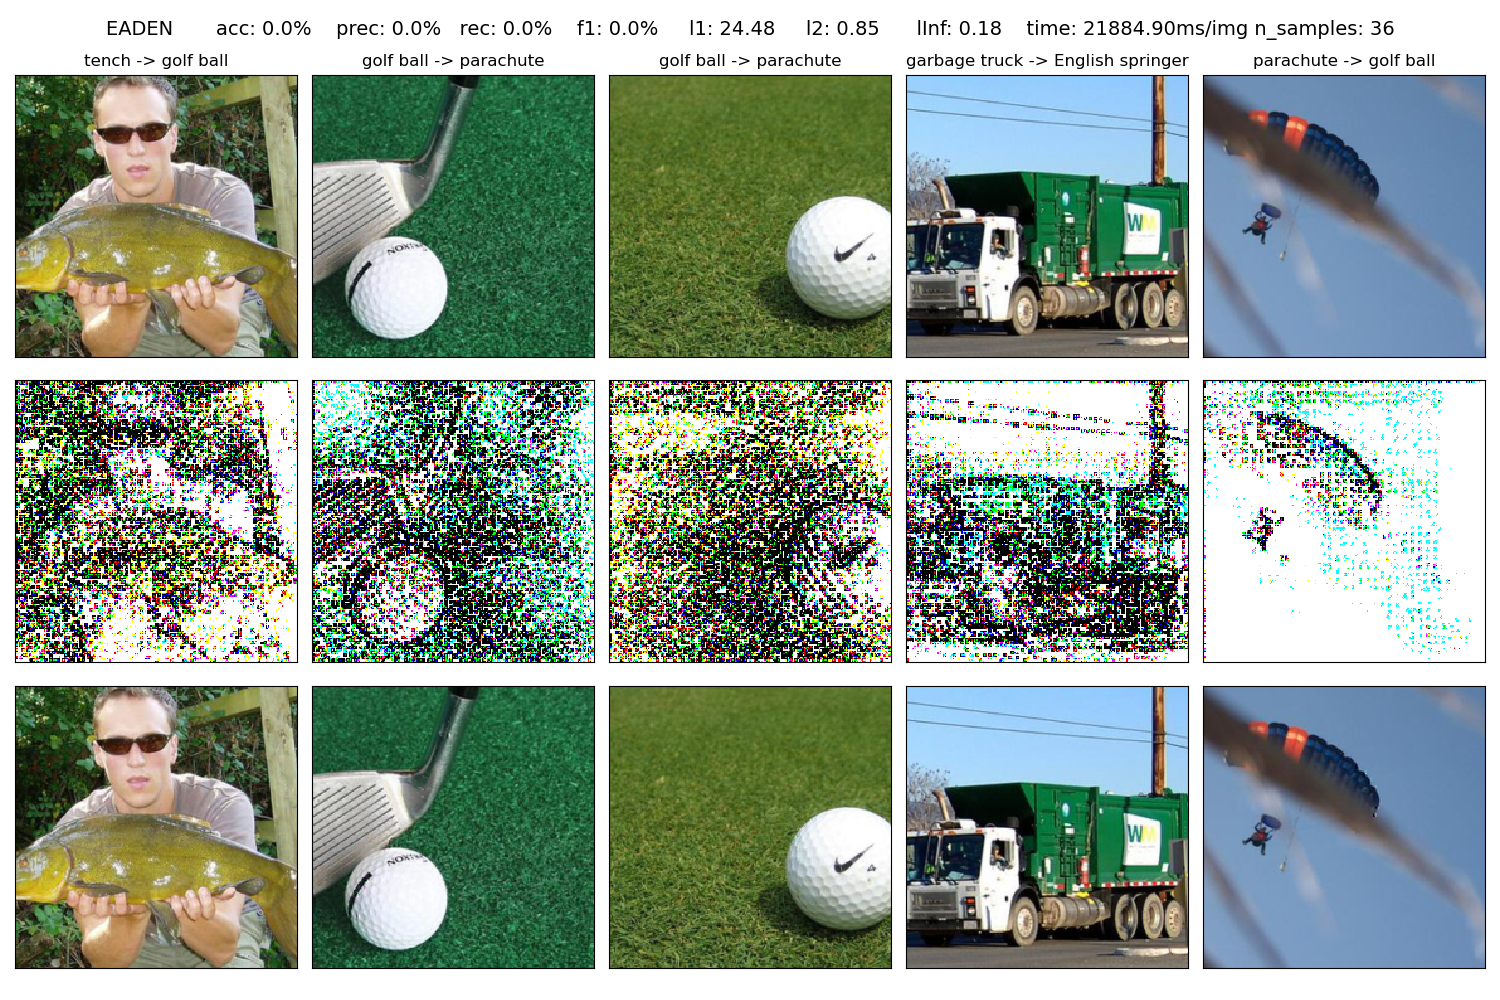 EADEN acc: 0.0% prec: 0.0% rec: 0.0% f1: 0.0% l1: 24.48 l2: 0.85 lInf: 0.18 time: 21884.90ms/img n_samples: 36
tench -> golf ball
golf ball -> parachute
golf ball -> parachute
garbage truck -> English springer
parachute -> golf ball
WM
WM